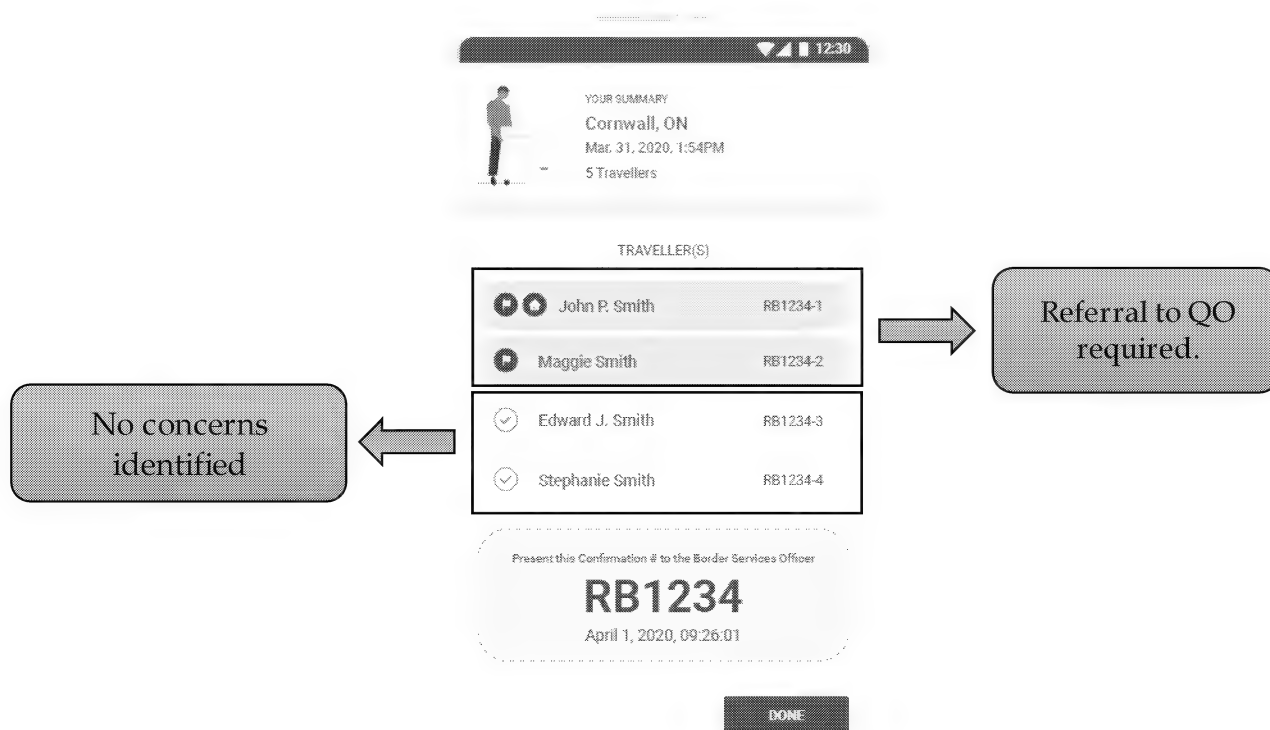 12:30
YOUR SUMMARY
Cornwall, ON
Mar. 31, 2020, 1:54PM
5 Travellers
TRAVELLER(S)
John P. Smith RB1234-1
Maggie Smith RB1234-2
Referral to QO
required.
Edward J. Smith RB1234-3
Stephanie Smith RB1234-4
No concerns
identified
Present this Confirmation # to the Border Services Officer
RB1234
April 1, 2020, 09:26:01
DONE